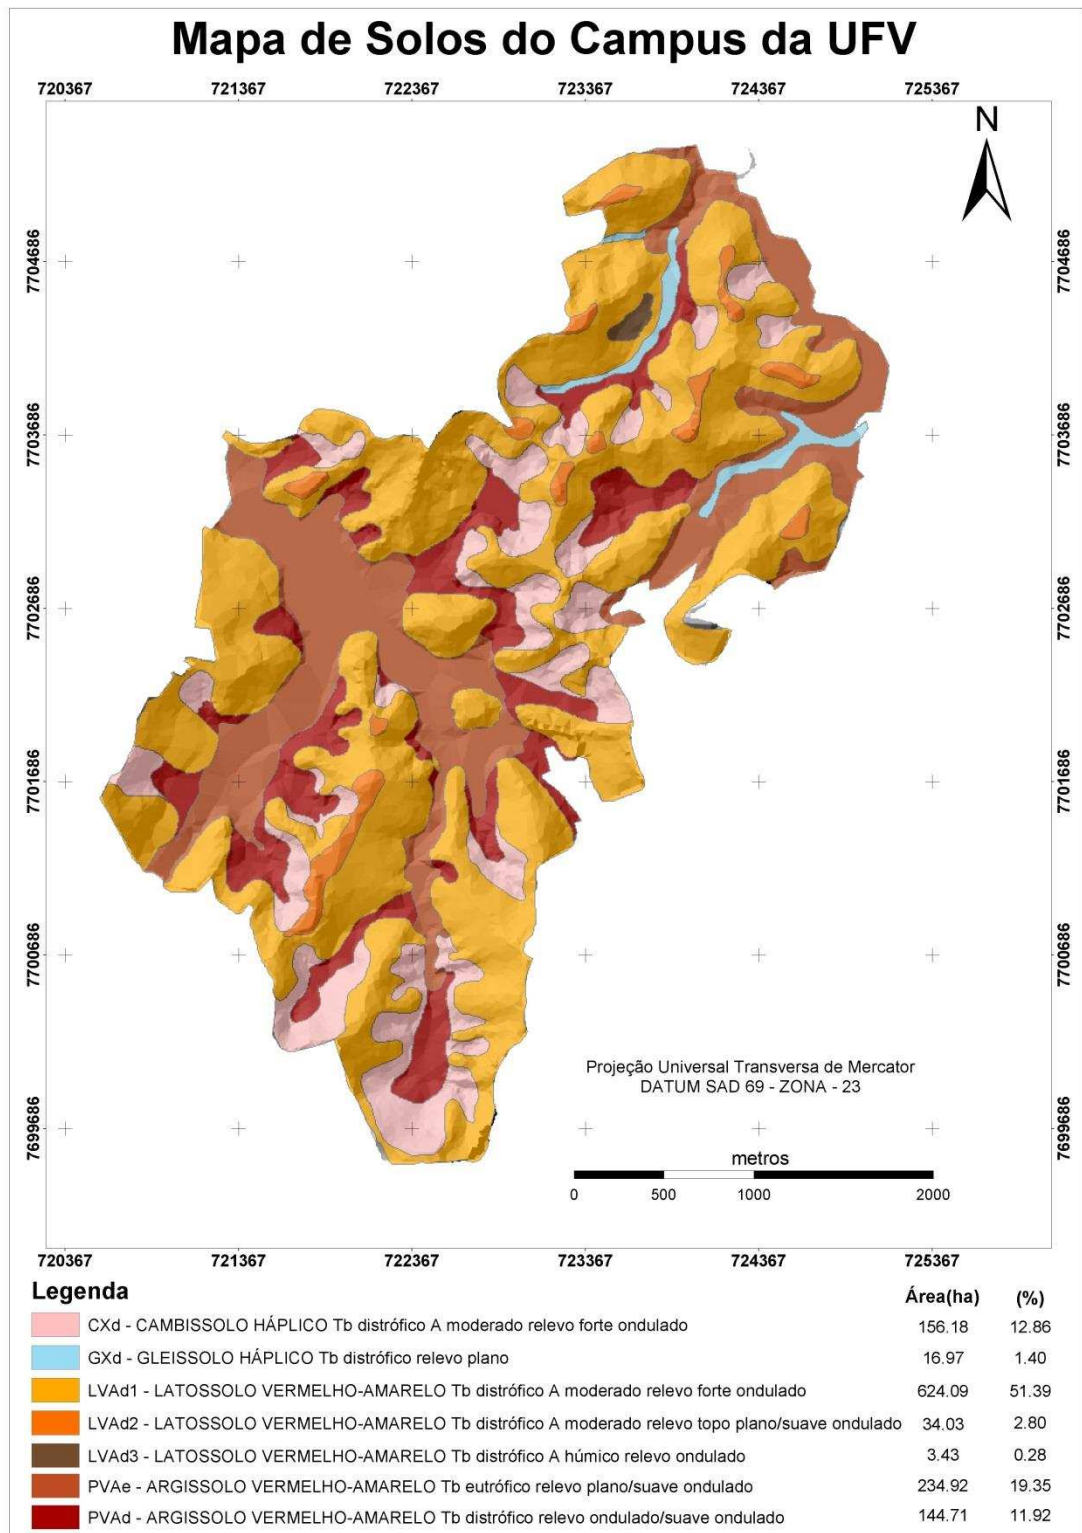 Mapa de Solos do Campus da UFV
720367 721367 722367 723367 724367 725367
N
7704686 7704686
7703686 7703686
7702686 7702686
7701686 7701686
7700686 7700686
Projeção Universal Transversa de Mercator
DATUM SAD 69 - ZONA - 23
7699686 7699686
metros
0 500 1000 2000
720367 721367 722367 723367 724367 725367
Legenda Área(ha) (%)
CXd - CAMBISSOLO HÁPLICO Tb distrófico A moderado relevo forte ondulado 156.18 12.86
GXd - GLEISSOLO HÁPLICO Tb distrófico relevo plano 16.97 1.40
LVAd1 - LATOSSOLO VERMELHO-AMARELO Tb distrófico A moderado relevo forte ondulado 624.09 51.39
LVAd2 - LATOSSOLO VERMELHO-AMARELO Tb distrófico A moderado relevo topo plano/suave ondulado 34.03 2.80
LVAd3 - LATOSSOLO VERMELHO-AMARELO Tb distrófico A húmico relevo ondulado 3.43 0.28
PVAe - ARGISSOLO VERMELHO-AMARELO Tb eutrófico relevo plano/suave ondulado 234.92 19.35
PVAd - ARGISSOLO VERMELHO-AMARELO Tb distrófico relevo ondulado/suave ondulado 144.71 11.92